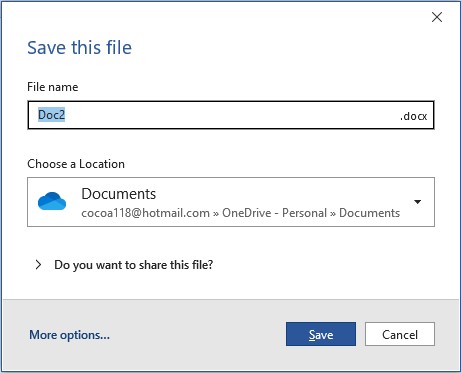 Save this file
File name
Doc2
.docx
Choose a Location
Documents
cocoa118@hotmail.com » OneDrive - Personal » Documents
Do you want to share this file?
More options...
Save
Cancel